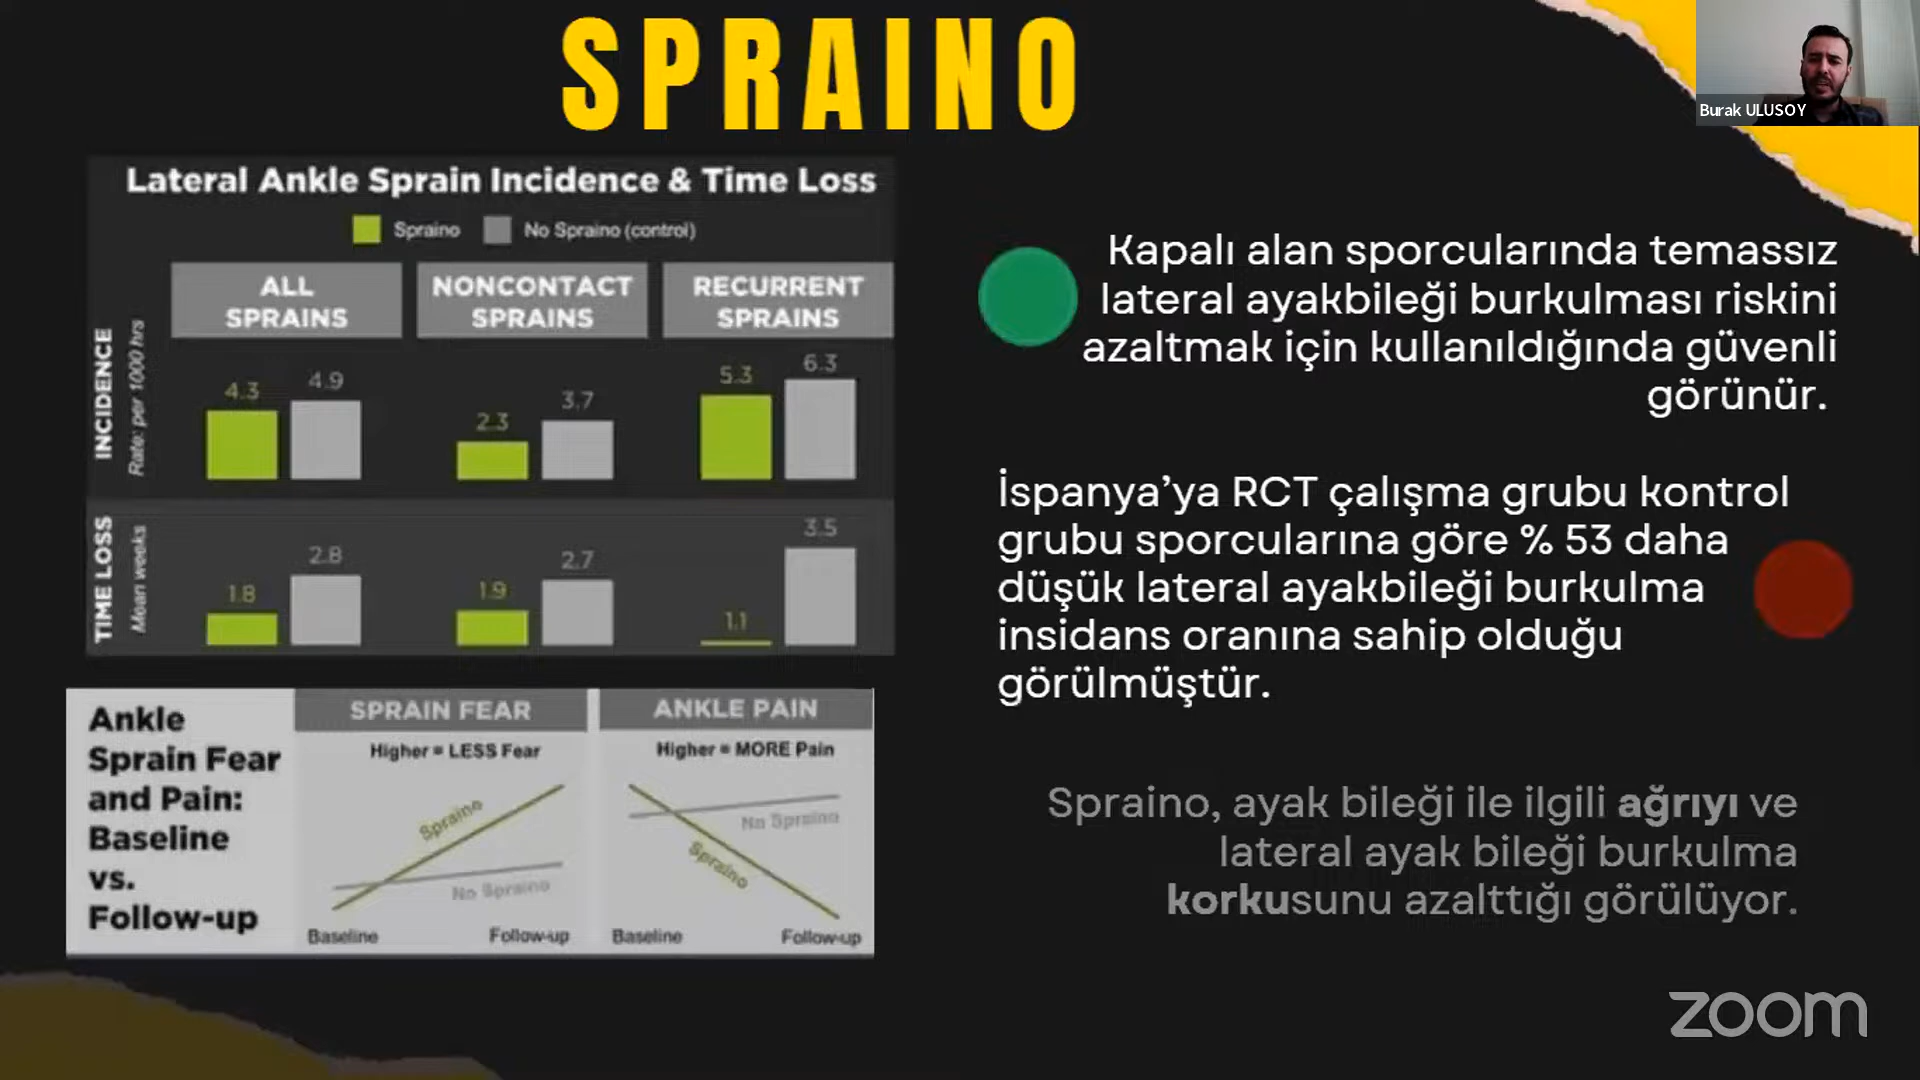 SPRAINO
Burak ULUSOY
Lateral Ankle Sprain Incidence & Time Loss
Spraino
No Spraino (control)
ALL
SPRAINS
NONCONTACT
SPRAINS
RECURRENT
SPRAINS
INCIDENCE
Rate: per 1000 hrs
4.3
4.9
2.3
3.7
5.3
6.3
TIME LOSS
Mean weeks
1.8
2.8
1.9
2.7
1.1
3.5
Ankle
Sprain Fear
and Pain:
Baseline
vs.
Follow-up
SPRAIN FEAR
Higher = LESS Fear
Spraino
No Spraino
Baseline
Follow-up
ANKLE PAIN
Higher = MORE Pain
No Spraino
Spraino
Baseline
Follow-up
Kapalı alan sporcularında temassız
lateral ayakbileği burkulması riskini
azaltmak için kullanıldığında güvenli
görünür.
İspanya’ya RCT çalışma grubu kontrol
grubu sporcularına göre % 53 daha
düşük lateral ayakbileği burkulma
insidans oranına sahip olduğu
görülmüştür.
Spraino, ayak bileği ile ilgili ağrıyı ve
lateral ayak bileği burkulma
korkusunu azalttığı görülüyor.
zoom